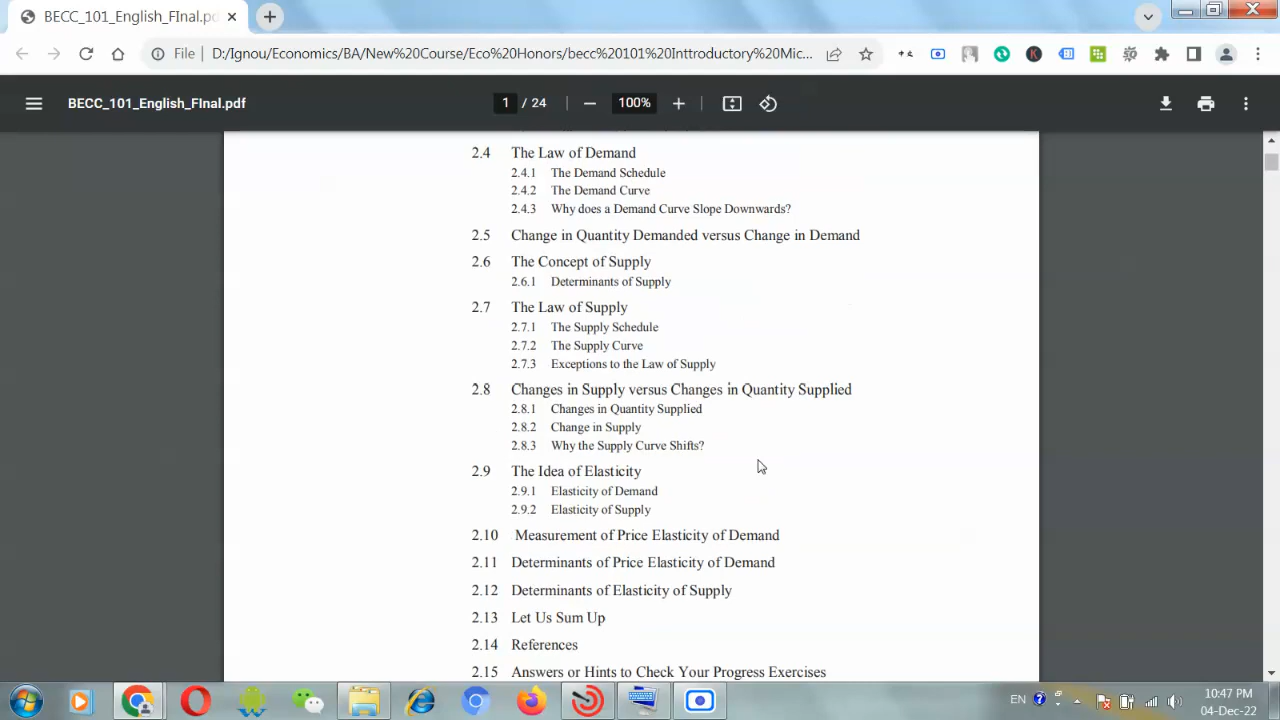 BECC_101_English_FInal.pd
File
D:/Ignou/Economics/BA/New%20Course/Eco%20Honors/becc%20101%20Inttroductory%20Mic...
BECC_101_English_FInal.pdf
1 / 24
100%
2.4 The Law of Demand
2.4.1 The Demand Schedule
2.4.2 The Demand Curve
2.4.3 Why does a Demand Curve Slope Downwards?
2.5 Change in Quantity Demanded versus Change in Demand
2.6 The Concept of Supply
2.6.1 Determinants of Supply
2.7 The Law of Supply
2.7.1 The Supply Schedule
2.7.2 The Supply Curve
2.7.3 Exceptions to the Law of Supply
2.8 Changes in Supply versus Changes in Quantity Supplied
2.8.1 Changes in Quantity Supplied
2.8.2 Change in Supply
2.8.3 Why the Supply Curve Shifts?
2.9 The Idea of Elasticity
2.9.1 Elasticity of Demand
2.9.2 Elasticity of Supply
2.10 Measurement of Price Elasticity of Demand
2.11 Determinants of Price Elasticity of Demand
2.12 Determinants of Elasticity of Supply
2.13 Let Us Sum Up
2.14 References
2.15 Answers or Hints to Check Your Progress Exercises
EN
10:47 PM
04-Dec-22